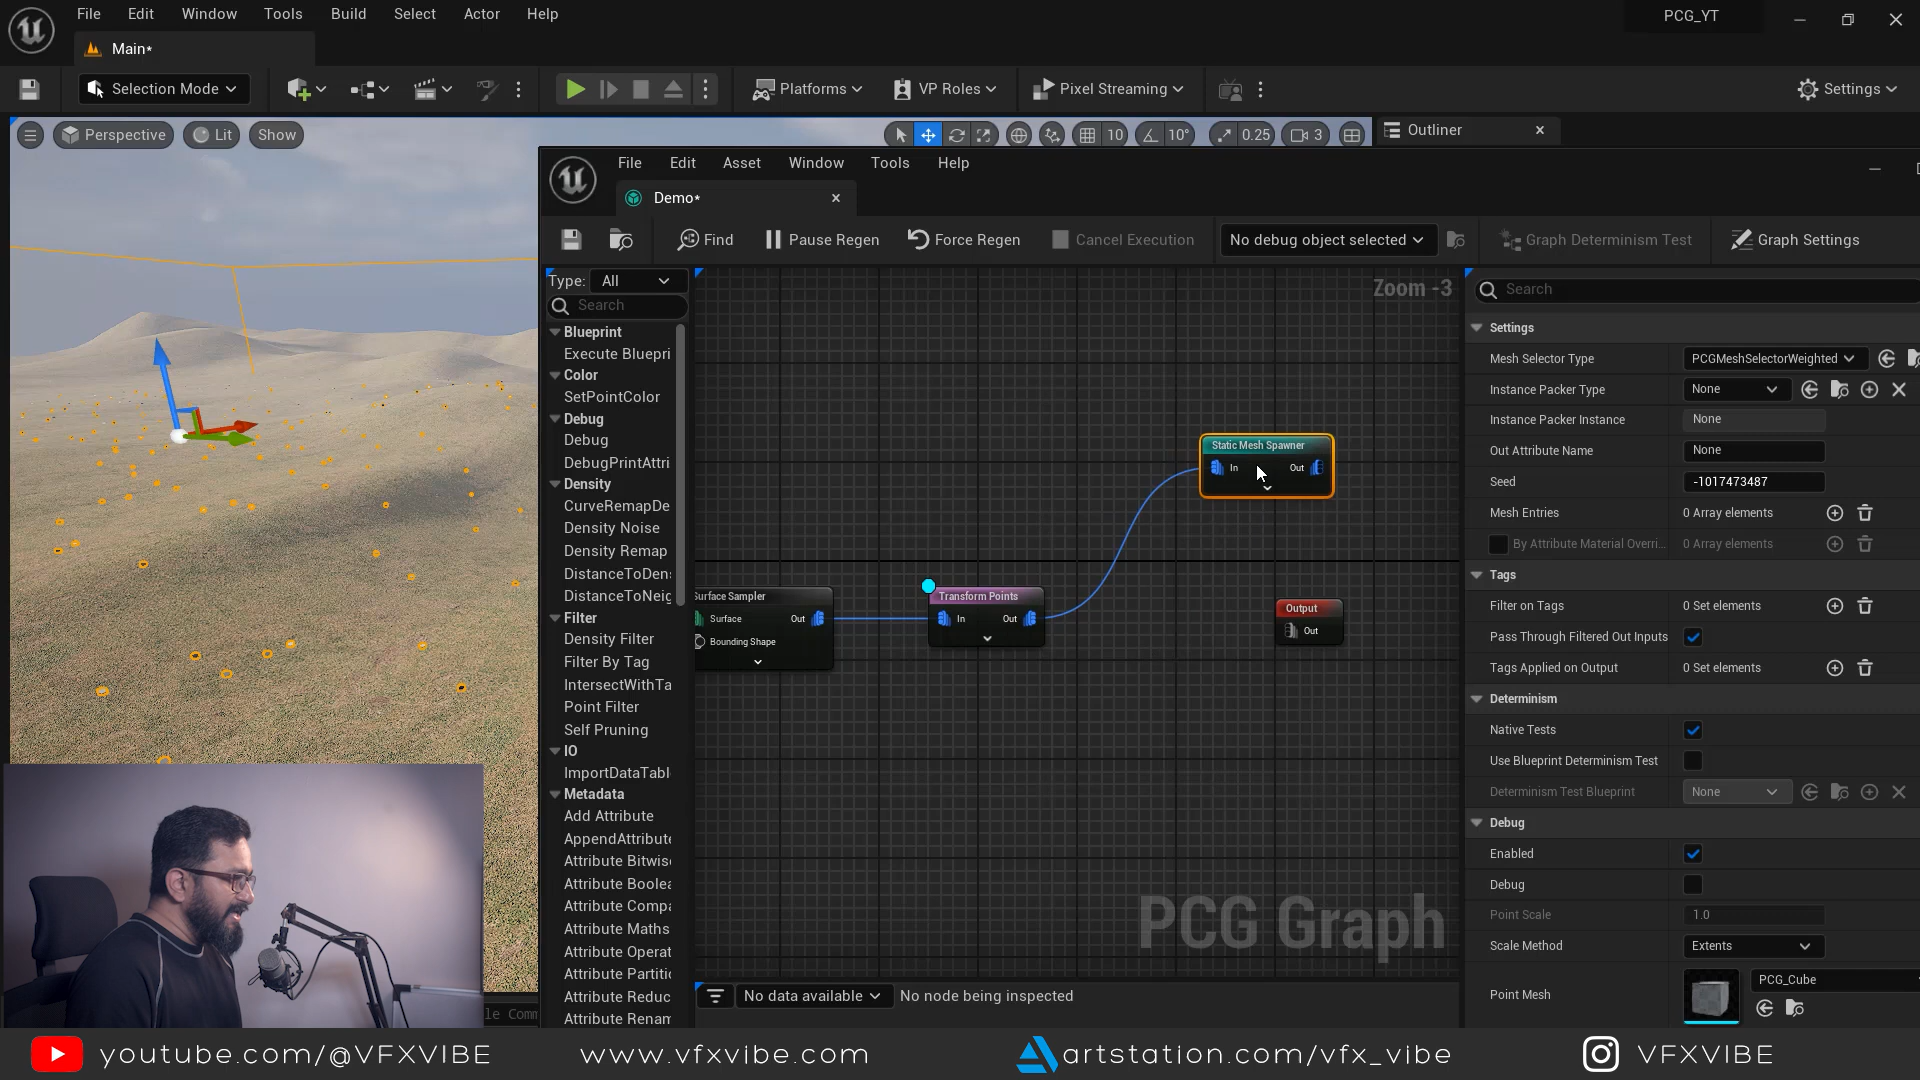 File Edit Window Tools Build Select Actor Help
PCG_YT
Main*
Selection Mode
Platforms
VP Roles
Pixel Streaming
Settings
Perspective
Lit
Show
10
10°
0.25
3
Outliner
File Edit Asset Window Tools Help
Demo*
Find
Pause Regen
Force Regen
Cancel Execution
No debug object selected
Graph Determinism Test
Graph Settings
Type: All
Search
Blueprint
Execute Bluepri
Color
SetPointColor
Debug
Debug
DebugPrintAttri
Density
CurveRemapDe
Density Noise
Density Remap
DistanceToDen
DistanceToNeig
Filter
Density Filter
Filter By Tag
IntersectWithTa
Point Filter
Self Pruning
IO
ImportDataTabl
Metadata
Add Attribute
AppendAttribute
Attribute Bitwis
Attribute Boolea
Attribute Compa
Attribute Maths
Attribute Operat
Attribute Partitic
Attribute Reduc
Attribute Renam
Zoom -3
Static Mesh Spawner
In
Out
Surface Sampler
Surface
Out
Bounding Shape
Transform Points
In
Out
Output
Out
PCG Graph
No data available
No node being inspected
Search
Settings
Mesh Selector Type
PCGMeshSelectorWeighted
Instance Packer Type
None
Instance Packer Instance
None
Out Attribute Name
None
Seed
-1017473487
Mesh Entries
0 Array elements
By Attribute Material Overri...
0 Array elements
Tags
Filter on Tags
0 Set elements
Pass Through Filtered Out Inputs
Tags Applied on Output
0 Set elements
Determinism
Native Tests
Use Blueprint Determinism Test
Determinism Test Blueprint
None
Debug
Enabled
Debug
Point Scale
1.0
Scale Method
Extents
Point Mesh
PCG_Cube
le Comm
youtube.com/@VFXVIBE
www.vfxvibe.com
artstation.com/vfx_vibe
VFXVIBE